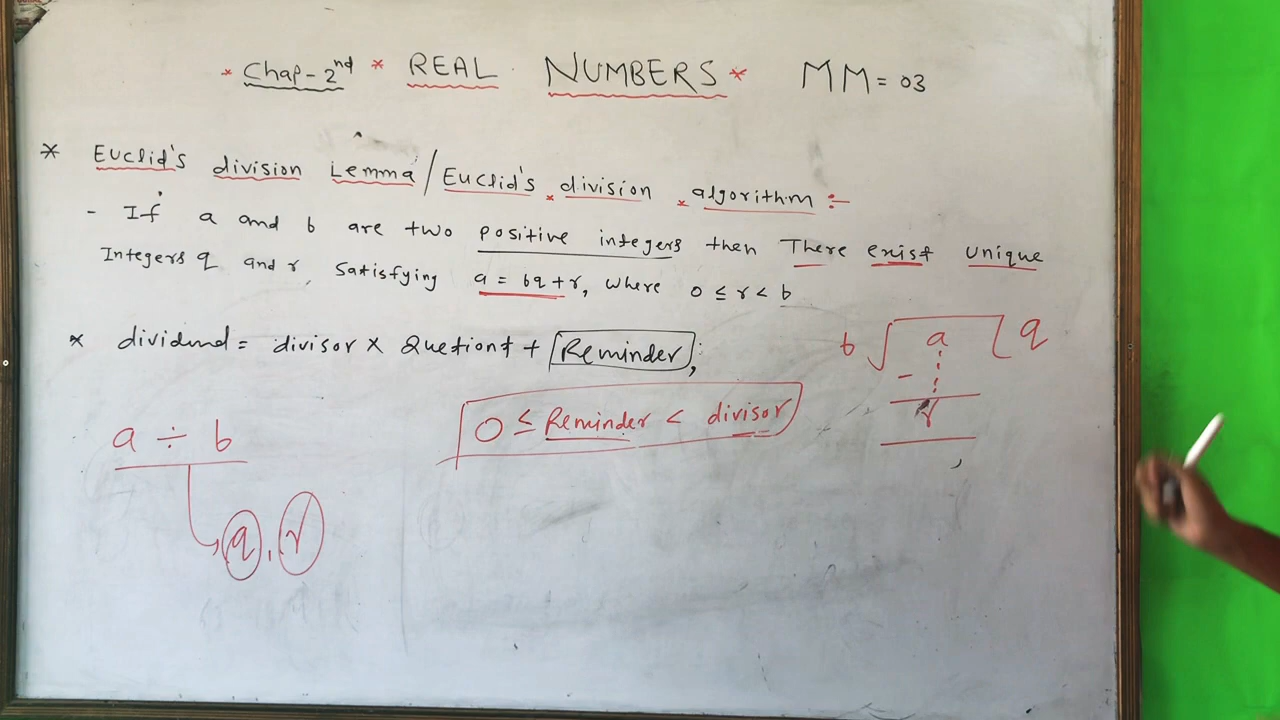 * Chap-2nd * REAL NUMBERS * MM = 03
* Euclid's division Lemma/Euclid's division algorithm :-
- If a and b are two positive integers then There exist unique
Integers q and r satisfying a = bq + r, where 0 ≤ r < b
* dividend = divisor × Quetiont + Reminder,
b a q
-
r
0 ≤ Reminder < divisor
a ÷ b
q, r